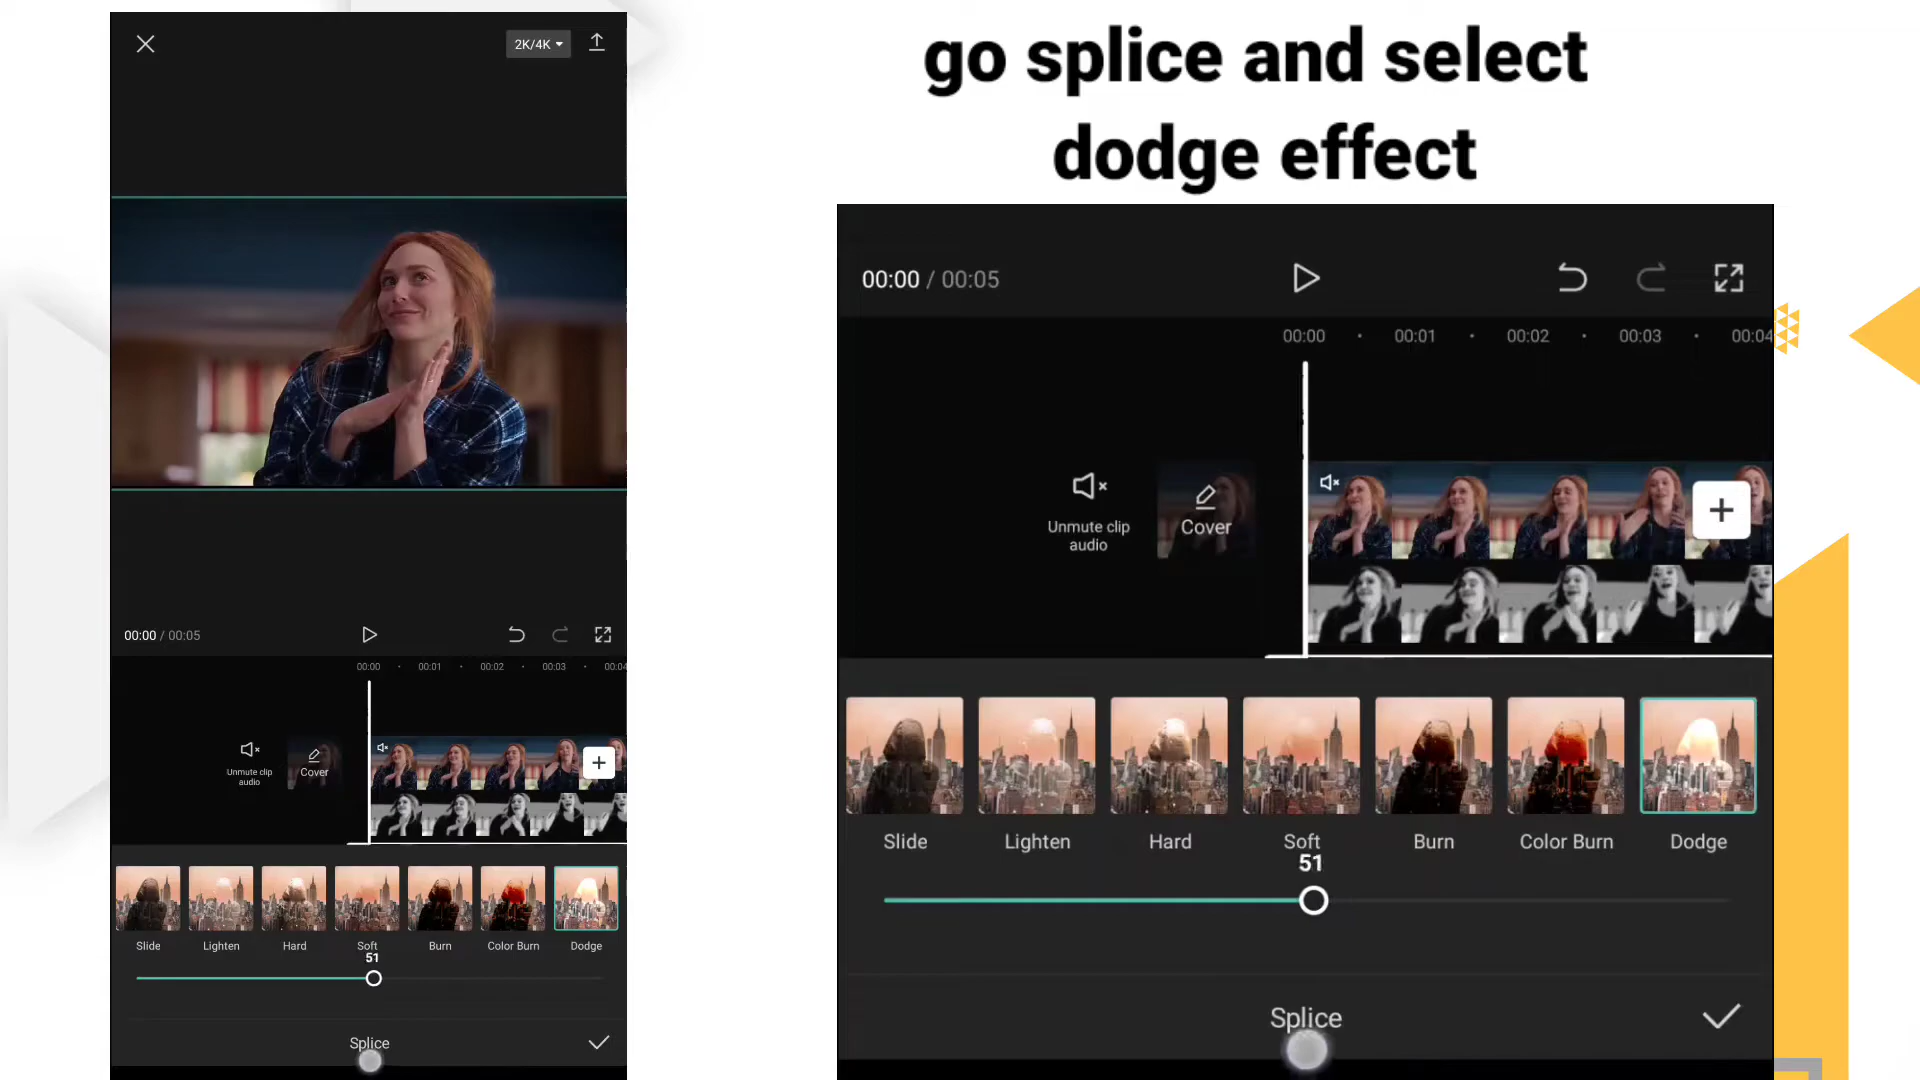 go splice and select
dodge effect
2K/4K
00:00 / 00:05
00:00 00:01 00:02 00:03 00:04
Unmute clip
audio
Cover
Slide Lighten Hard Soft Burn Color Burn Dodge
51
Splice
00:00 / 00:05
00:00 00:01 00:02 00:03 00:04
Unmute clip
audio
Cover
Slide Lighten Hard Soft Burn Color Burn Dodge
51
Splice